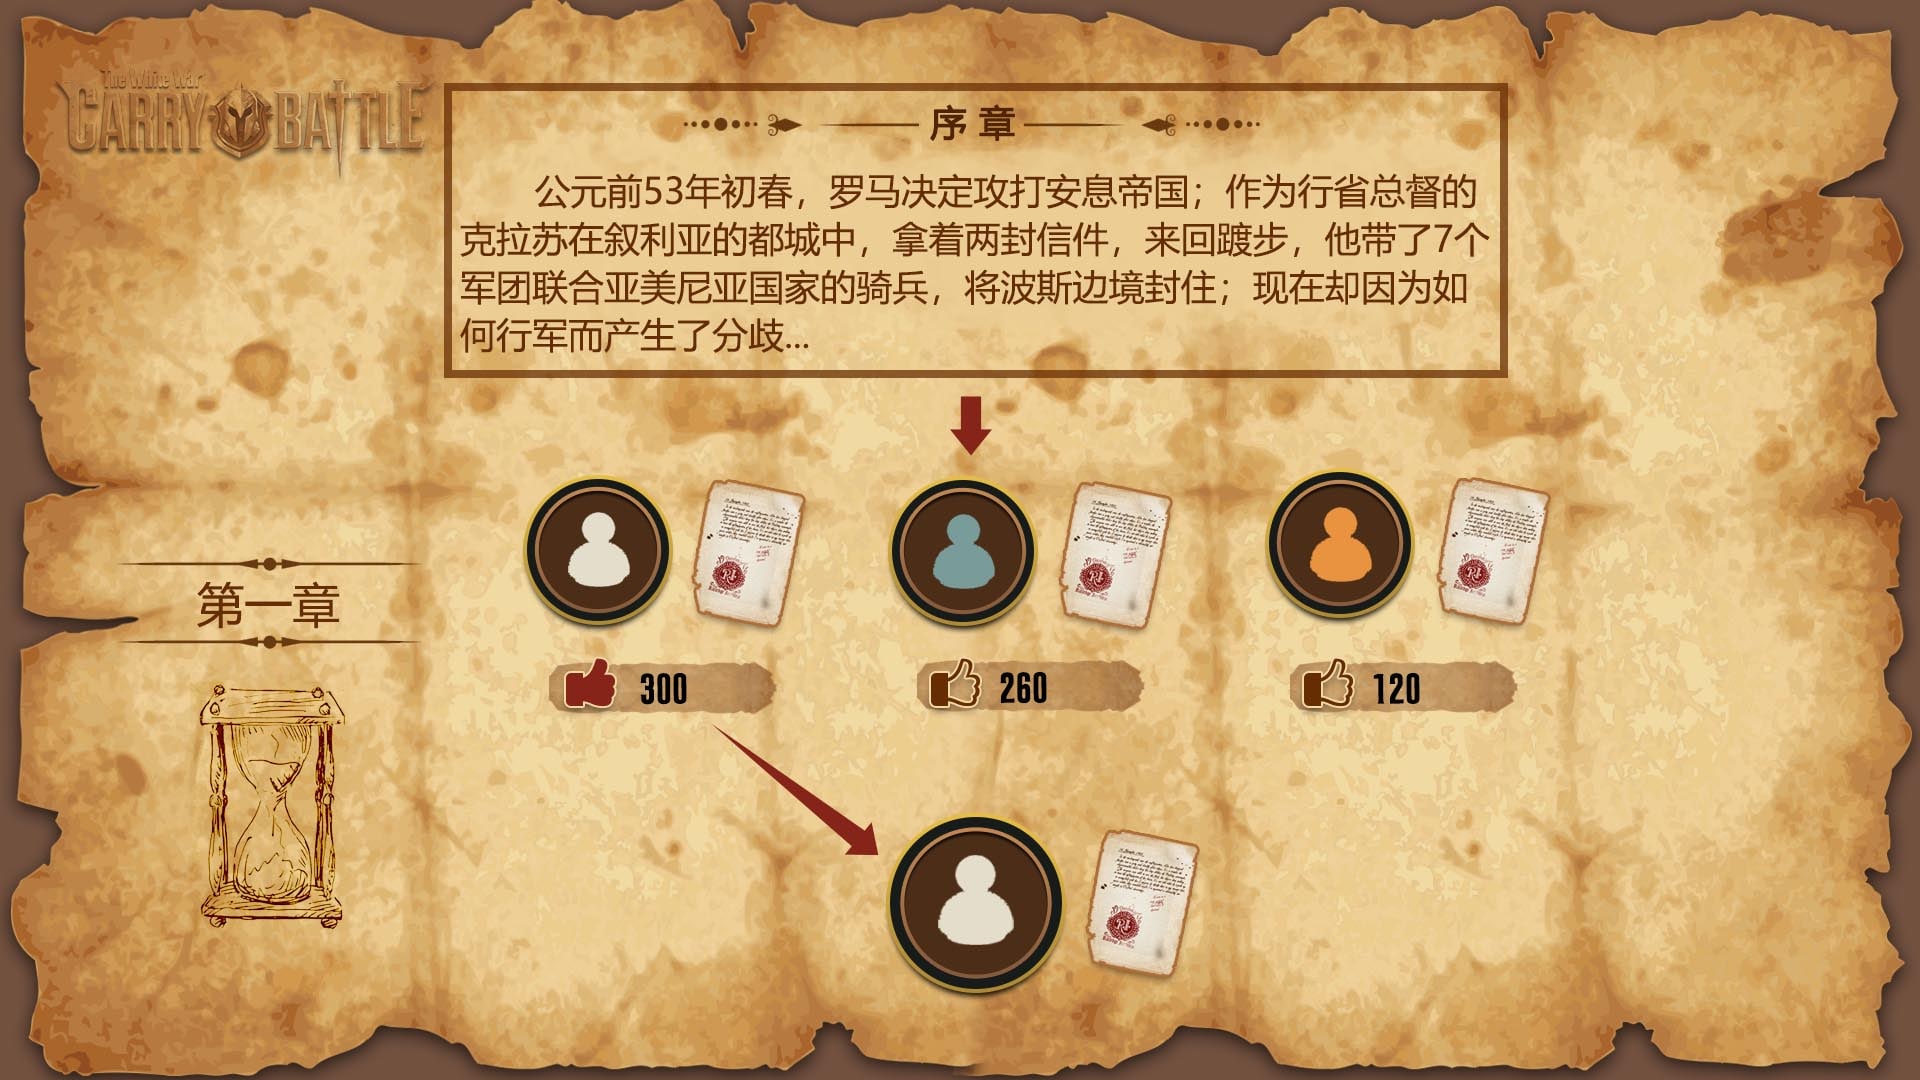 The White War
CARRY BATTLE
序章
公元前53年初春，罗马决定攻打安息帝国；作为行省总督的
克拉苏在叙利亚的都城中，拿着两封信件，来回踱步，他带了7个
军团联合亚美尼亚国家的骑兵，将波斯边境封住；现在却因为如
何行军而产生了分歧...
第一章
300
260
120